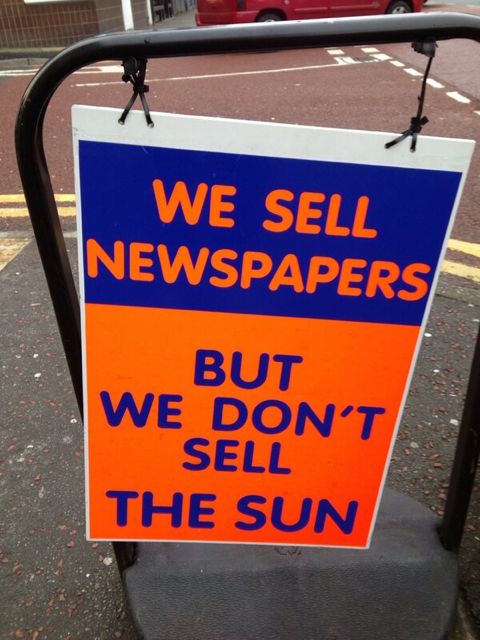 WE SELL
NEWSPAPERS
BUT
WE DON'T
SELL
THE SUN